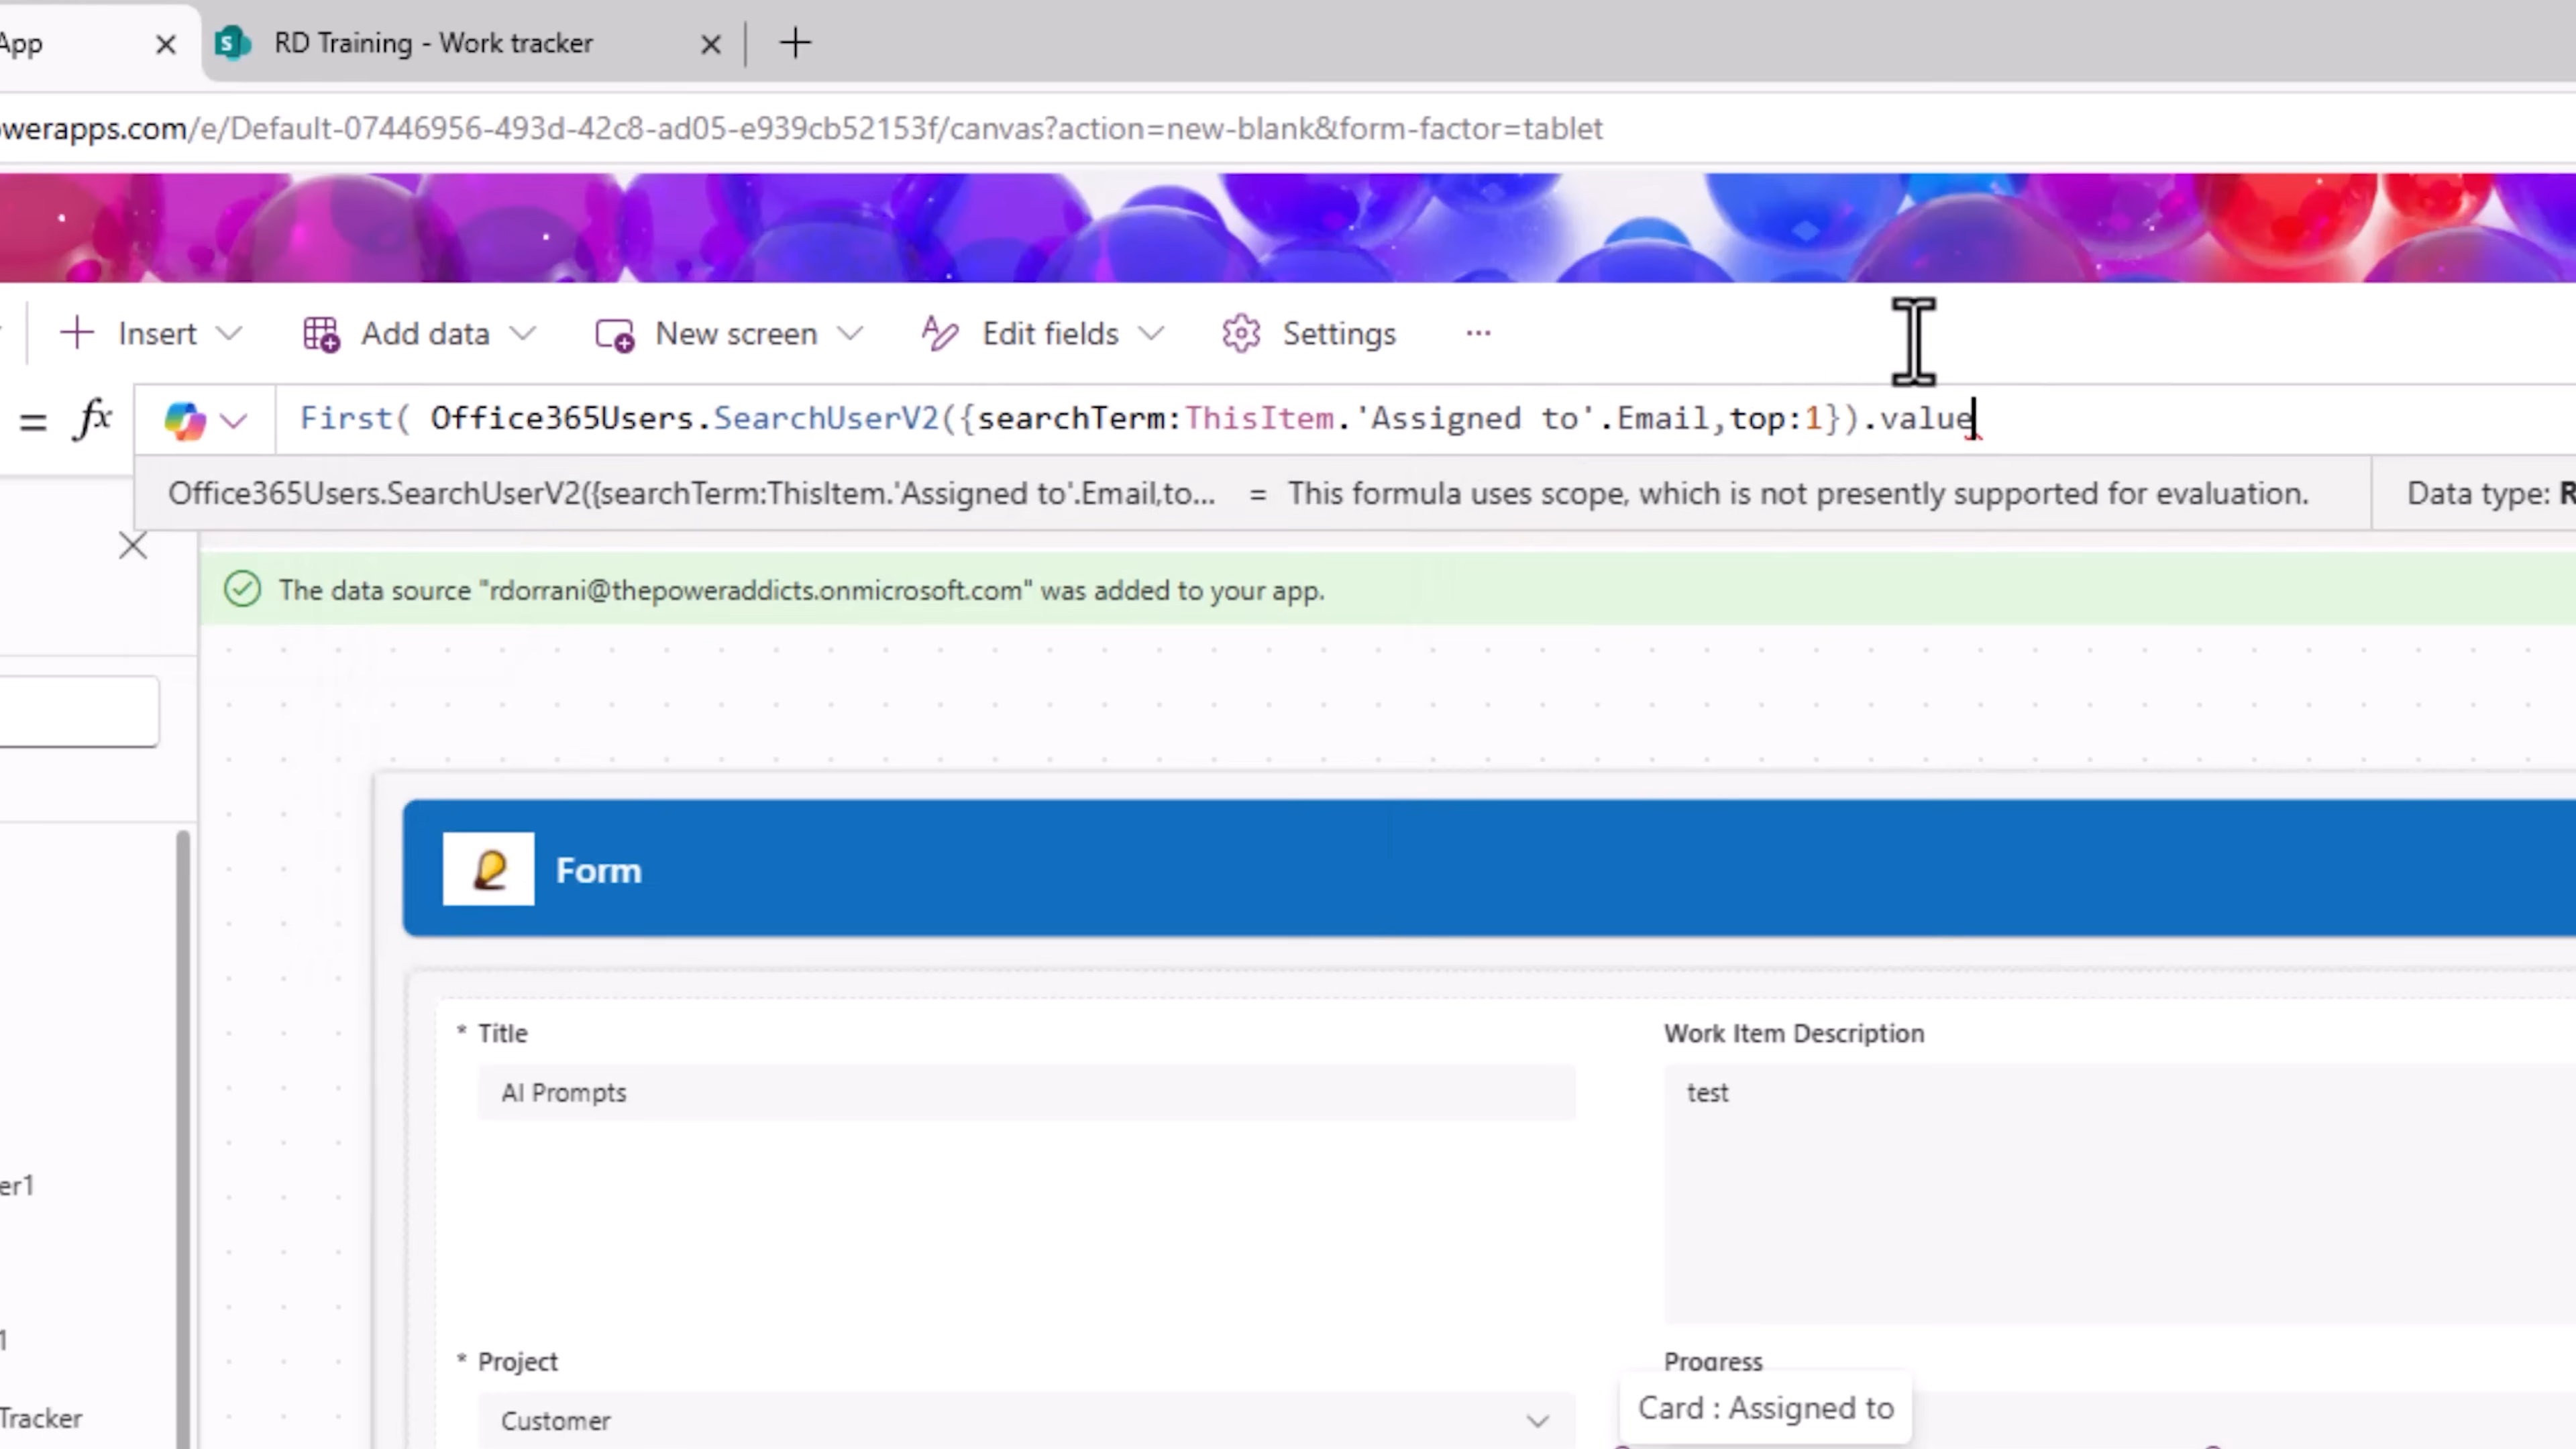 App
RD Training - Work tracker
werapps.com/e/Default-07446956-493d-42c8-ad05-e939cb52153f/canvas?action=new-blank&form-factor=tablet
Insert Add data New screen Edit fields Settings ...
= fx First( Office365Users.SearchUserV2({searchTerm:ThisItem.'Assigned to'.Email,top:1}).value
Office365Users.SearchUserV2({searchTerm:ThisItem.'Assigned to'.Email,to... = This formula uses scope, which is not presently supported for evaluation. Data type: R
The data source "rdorrani@thepoweraddicts.onmicrosoft.com" was added to your app.
Form
* Title
Work Item Description
AI Prompts
test
er1
1
* Project
Progress
Tracker
Customer
Card : Assigned to